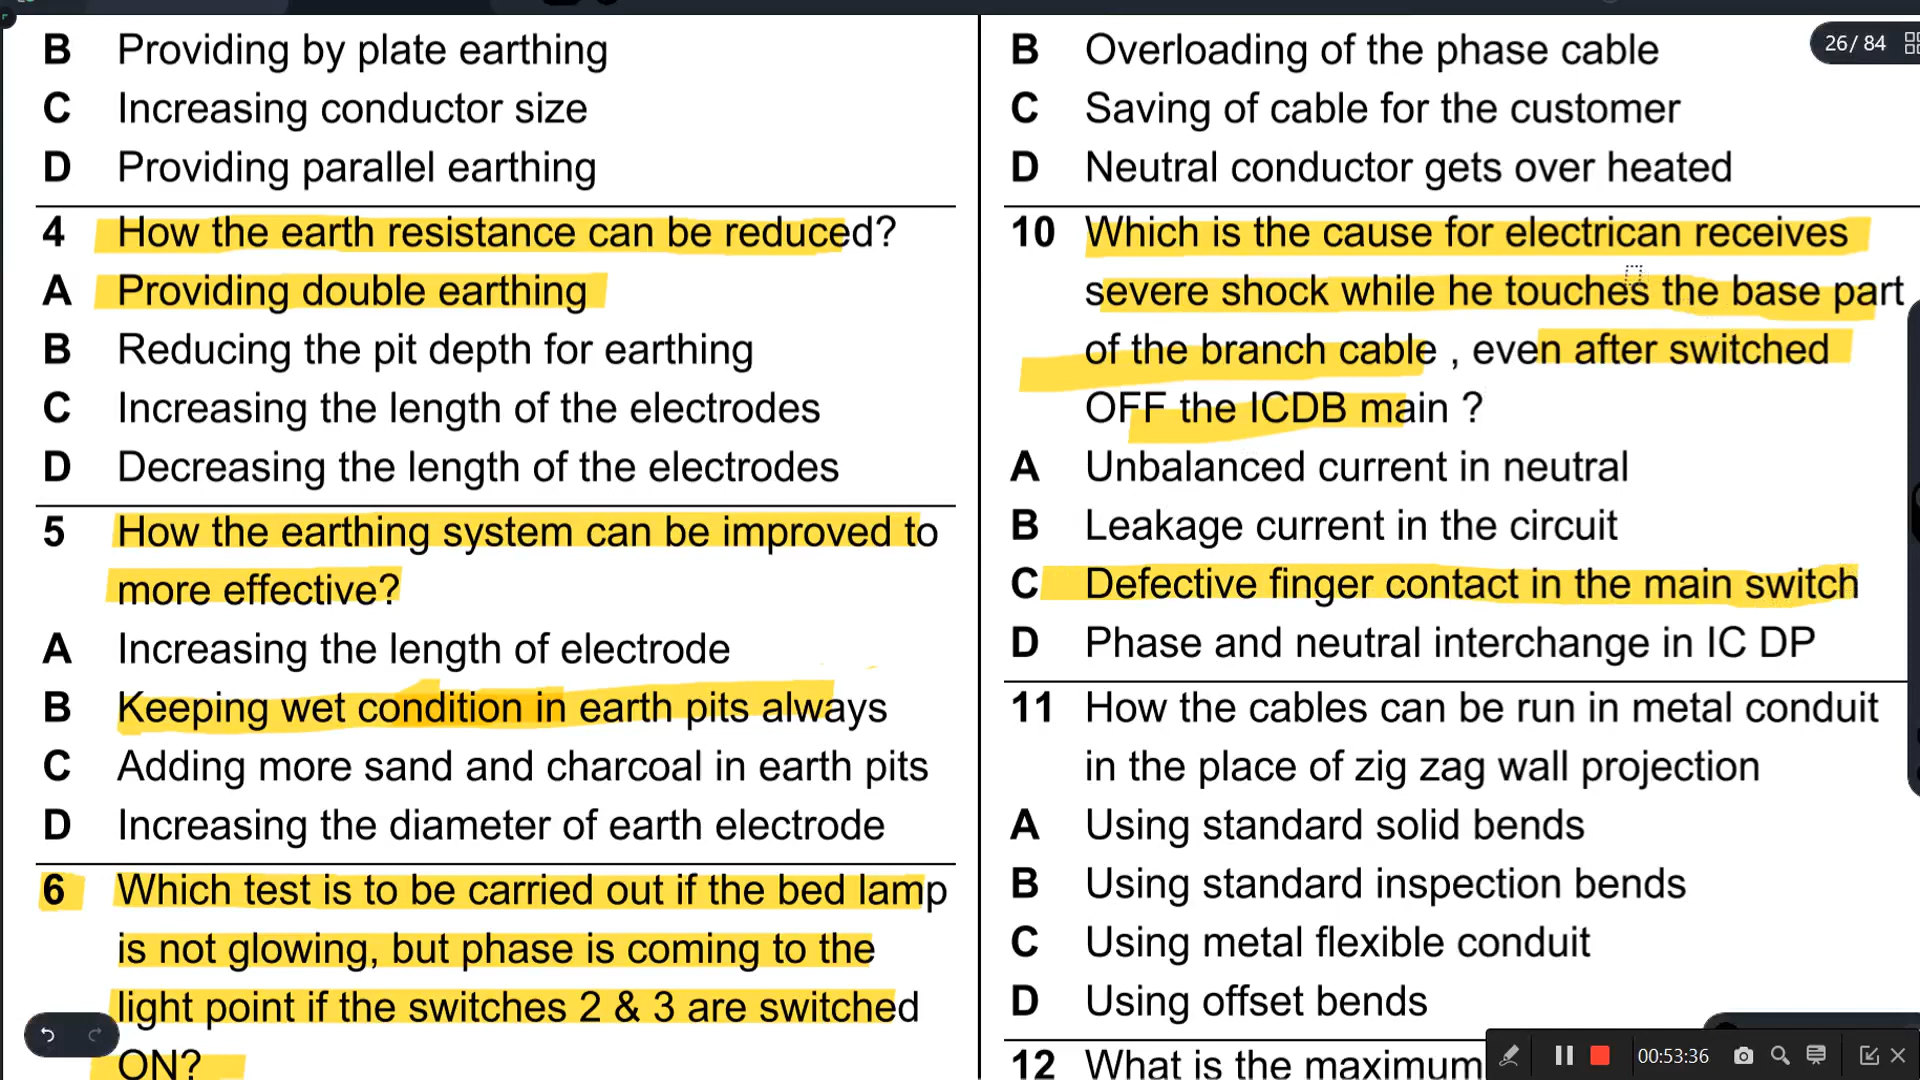 B Providing by plate earthing
C Increasing conductor size
D Providing parallel earthing
4 How the earth resistance can be reduced?
A Providing double earthing
B Reducing the pit depth for earthing
C Increasing the length of the electrodes
D Decreasing the length of the electrodes
5 How the earthing system can be improved to
more effective?
A Increasing the length of electrode
B Keeping wet condition in earth pits always
C Adding more sand and charcoal in earth pits
D Increasing the diameter of earth electrode
6 Which test is to be carried out if the bed lamp
is not glowing, but phase is coming to the
light point if the switches 2 & 3 are switched
ON?
B Overloading of the phase cable
C Saving of cable for the customer
D Neutral conductor gets over heated
10 Which is the cause for electrican receives
severe shock while he touches the base part
of the branch cable , even after switched
OFF the ICDB main ?
A Unbalanced current in neutral
B Leakage current in the circuit
C Defective finger contact in the main switch
D Phase and neutral interchange in IC DP
11 How the cables can be run in metal conduit
in the place of zig zag wall projection
A Using standard solid bends
B Using standard inspection bends
C Using metal flexible conduit
D Using offset bends
12 What is the maximum
26/ 84
00:53:36